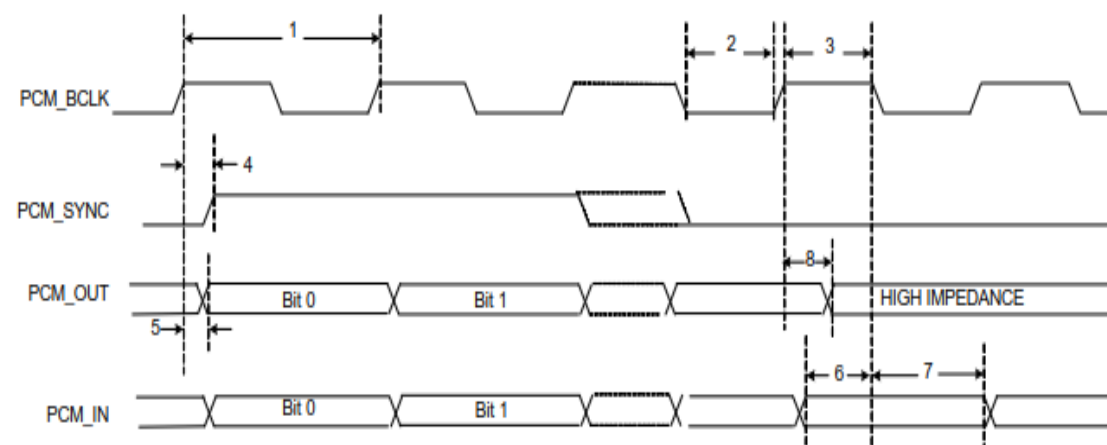 1
2
3
PCM_BCLK
4
PCM_SYNC
8
PCM_OUT
Bit 0
Bit 1
HIGH IMPEDANCE
5
6
7
PCM_IN
Bit 0
Bit 1